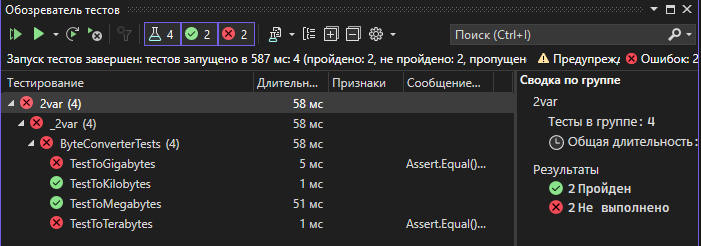 Обозреватель тестов
4 2 2 Поиск (Ctrl+I)
Запуск тестов завершен: тестов запущено в 587 мс: 4 (пройдено: 2, не пройдено: 2, пропущен Предупрежд Ошибок: 2
Тестирование Длительн... Признаки Сообщение...
2var (4) 58 мс
_2var (4) 58 мс
ByteConverterTests (4) 58 мс
TestToGigabytes 5 мс Assert.Equal()...
TestToKilobytes 1 мс
TestToMegabytes 51 мс
TestToTerabytes 1 мс Assert.Equal()...
Сводка по группе
2var
Тесты в группе: 4
Общая длительность:
Результаты
2 Пройден
2 Не выполнено